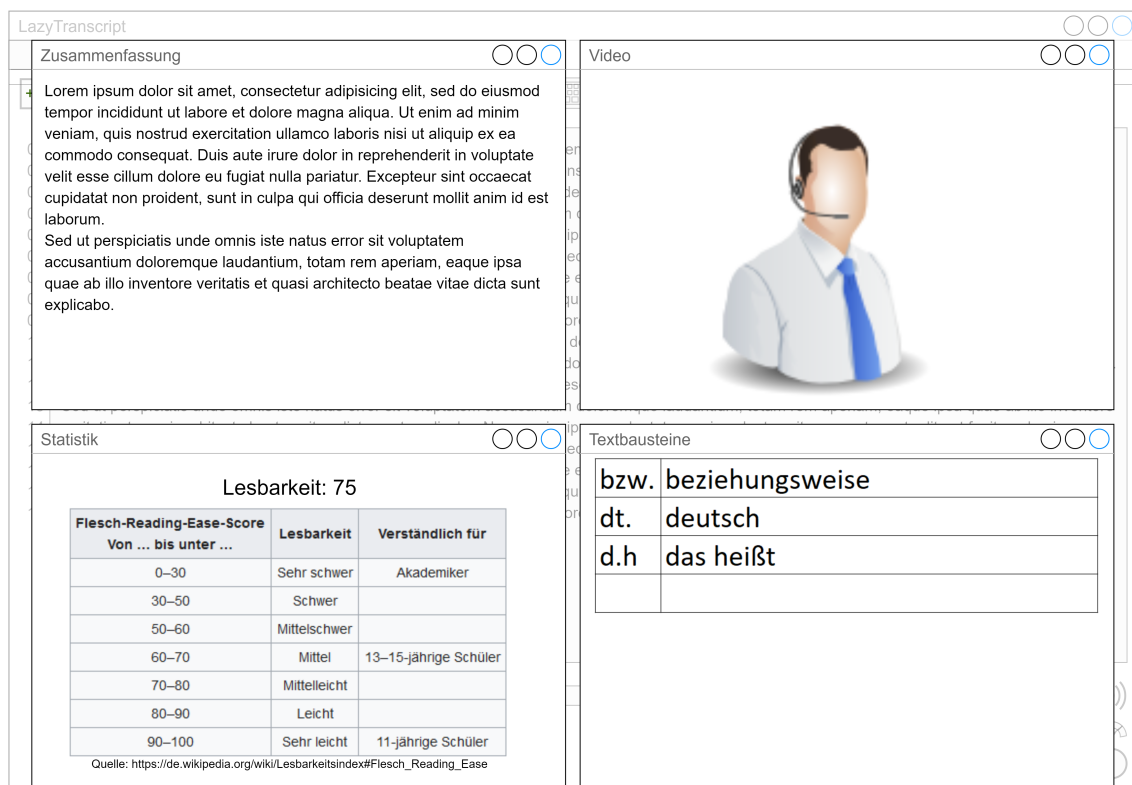 LazyTranscript
Zusammenfassung
Lorem ipsum dolor sit amet, consectetur adipisicing elit, sed do eiusmod
tempor incididunt ut labore et dolore magna aliqua. Ut enim ad minim
veniam, quis nostrud exercitation ullamco laboris nisi ut aliquip ex ea
commodo consequat. Duis aute irure dolor in reprehenderit in voluptate
velit esse cillum dolore eu fugiat nulla pariatur. Excepteur sint occaecat
cupidatat non proident, sunt in culpa qui officia deserunt mollit anim id est
laborum.
Sed ut perspiciatis unde omnis iste natus error sit voluptatem
accusantium doloremque laudantium, totam rem aperiam, eaque ipsa
quae ab illo inventore veritatis et quasi architecto beatae vitae dicta sunt
explicabo.
Video
Statistik
Lesbarkeit: 75
Flesch-Reading-Ease-Score Von ... bis unter ... Lesbarkeit Verständlich für
0–30 Sehr schwer Akademiker
30–50 Schwer
50–60 Mittelschwer
60–70 Mittel 13–15-jährige Schüler
70–80 Mittelleicht
80–90 Leicht
90–100 Sehr leicht 11-jährige Schüler
Quelle: https://de.wikipedia.org/wiki/Lesbarkeitsindex#Flesch_Reading_Ease
Textbausteine
bzw. beziehungsweise
dt. deutsch
d.h das heißt